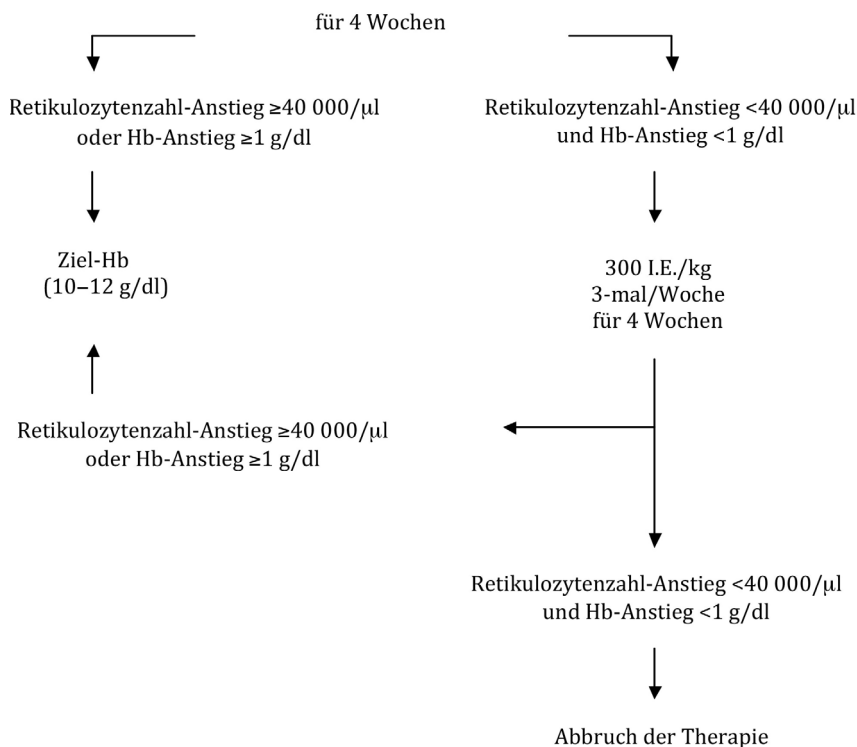 für 4 Wochen
Retikulozytenzahl-Anstieg ≥40 000/µl
oder Hb-Anstieg ≥1 g/dl
Retikulozytenzahl-Anstieg <40 000/µl
und Hb-Anstieg <1 g/dl
Ziel-Hb
(10–12 g/dl)
300 I.E./kg
3-mal/Woche
für 4 Wochen
Retikulozytenzahl-Anstieg ≥40 000/µl
oder Hb-Anstieg ≥1 g/dl
Retikulozytenzahl-Anstieg <40 000/µl
und Hb-Anstieg <1 g/dl
Abbruch der Therapie